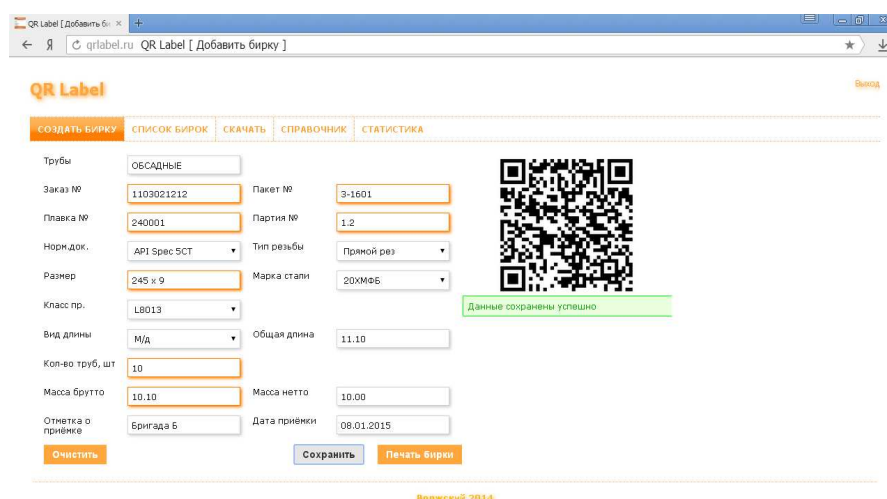 QR Label [ Добавить би ×
Я qrlabel.ru QR Label [ Добавить бирку ]
QR Label
Выход
СОЗДАТЬ БИРКУ СПИСОК БИРОК СКАЧАТЬ СПРАВОЧНИК СТАТИСТИКА
Трубы ОБСАДНЫЕ
Заказ № 1103021212 Пакет № 3-1601
Плавка № 240001 Партия № 1.2
Норм.док. API Spec 5CT Тип резьбы Прямой рез
Размер 245 x 9 Марка стали 20ХМФБ
Класс пр. L8013
Данные сохранены успешно
Вид длины М/д Общая длина 11.10
Кол-во труб, шт 10
Масса брутто 10.10 Масса нетто 10.00
Отметка о приёмке Бригада Б Дата приёмки 08.01.2015
Очистить Сохранить Печать бирки
Волжский 2014